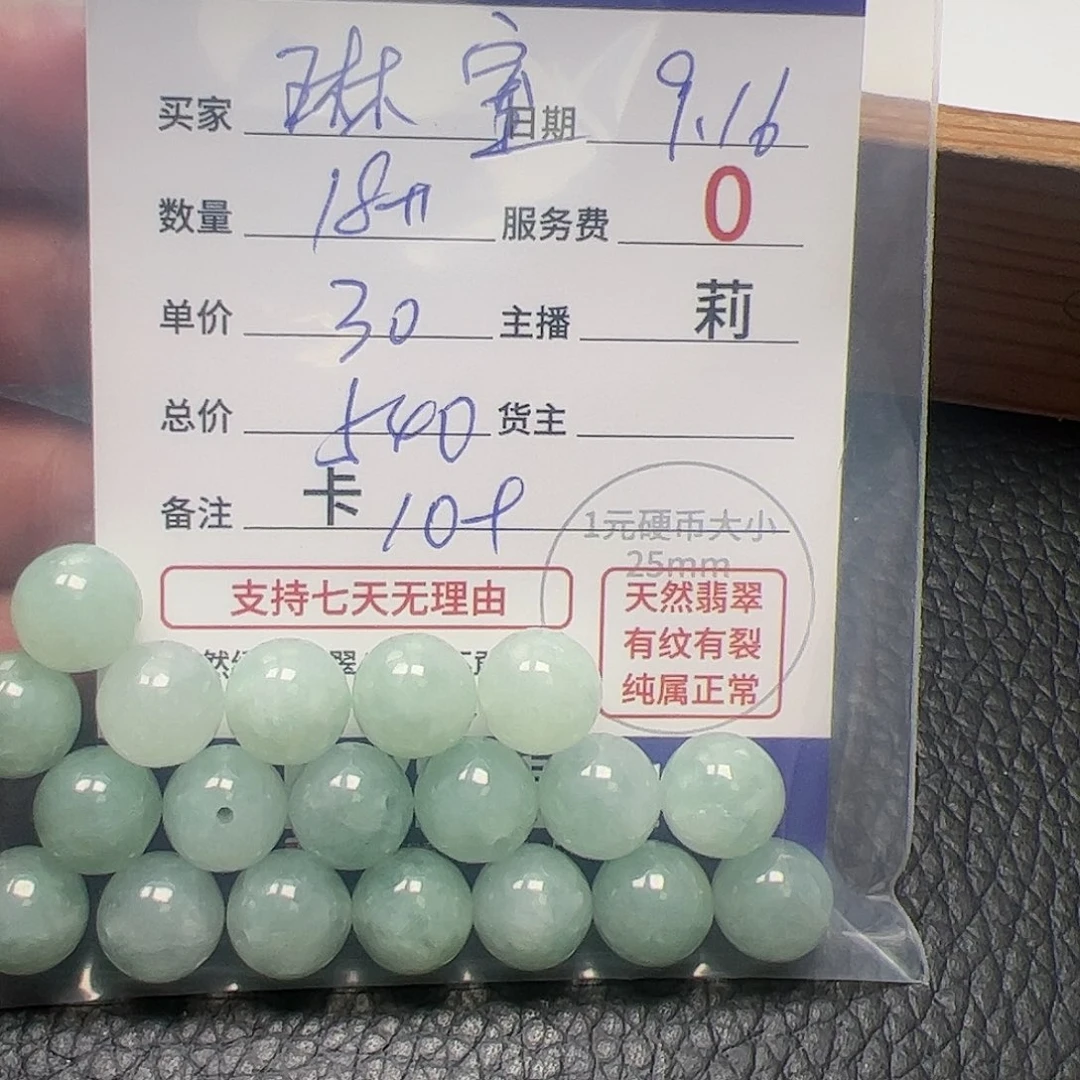 买家 琳 日期 9.16
数量 18 服务费 0
单价 30 主播 莉
总价 540 货主
备注 卡 10
1元硬币大小
25mm
支持七天无理由
天然翡翠
有纹有裂
纯属正常